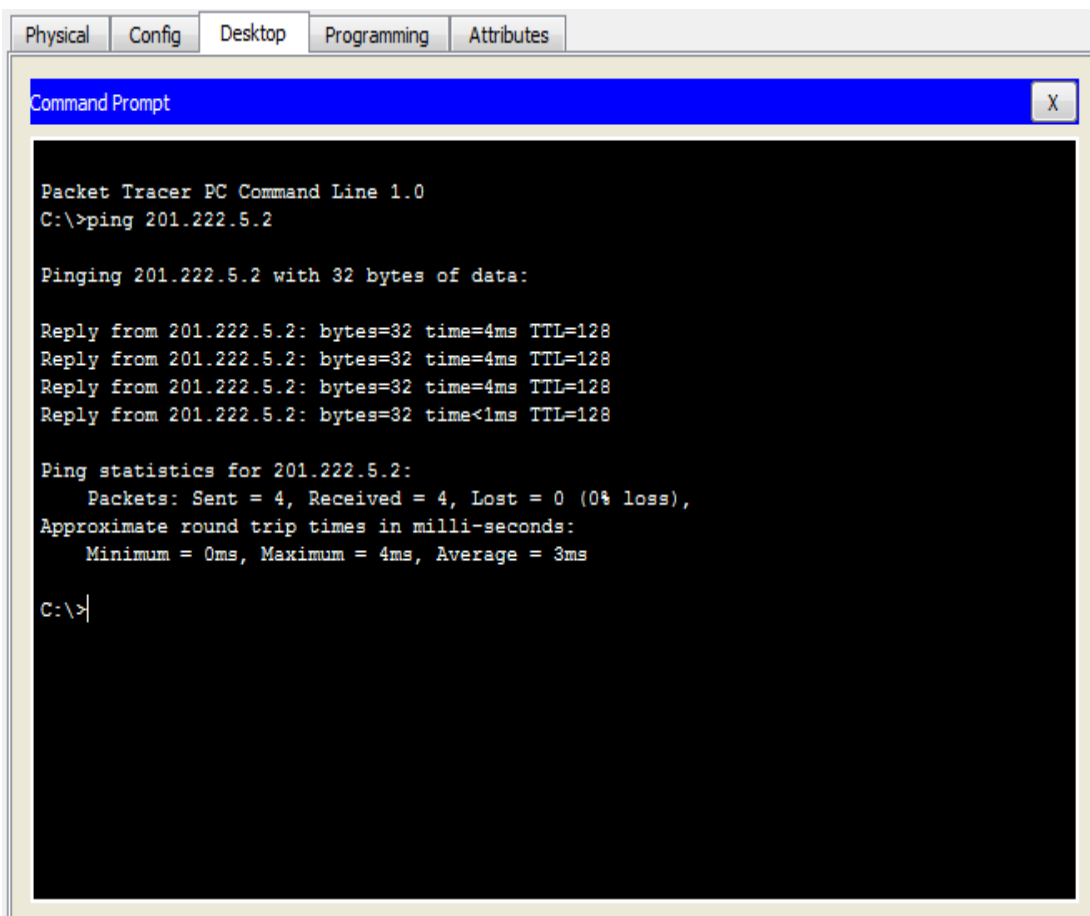 Physical Config Desktop Programming Attributes
Command Prompt X
Packet Tracer PC Command Line 1.0
C:\>ping 201.222.5.2
Pinging 201.222.5.2 with 32 bytes of data:
Reply from 201.222.5.2: bytes=32 time=4ms TTL=128
Reply from 201.222.5.2: bytes=32 time=4ms TTL=128
Reply from 201.222.5.2: bytes=32 time=4ms TTL=128
Reply from 201.222.5.2: bytes=32 time<1ms TTL=128
Ping statistics for 201.222.5.2:
Packets: Sent = 4, Received = 4, Lost = 0 (0% loss),
Approximate round trip times in milli-seconds:
Minimum = 0ms, Maximum = 4ms, Average = 3ms
C:\>